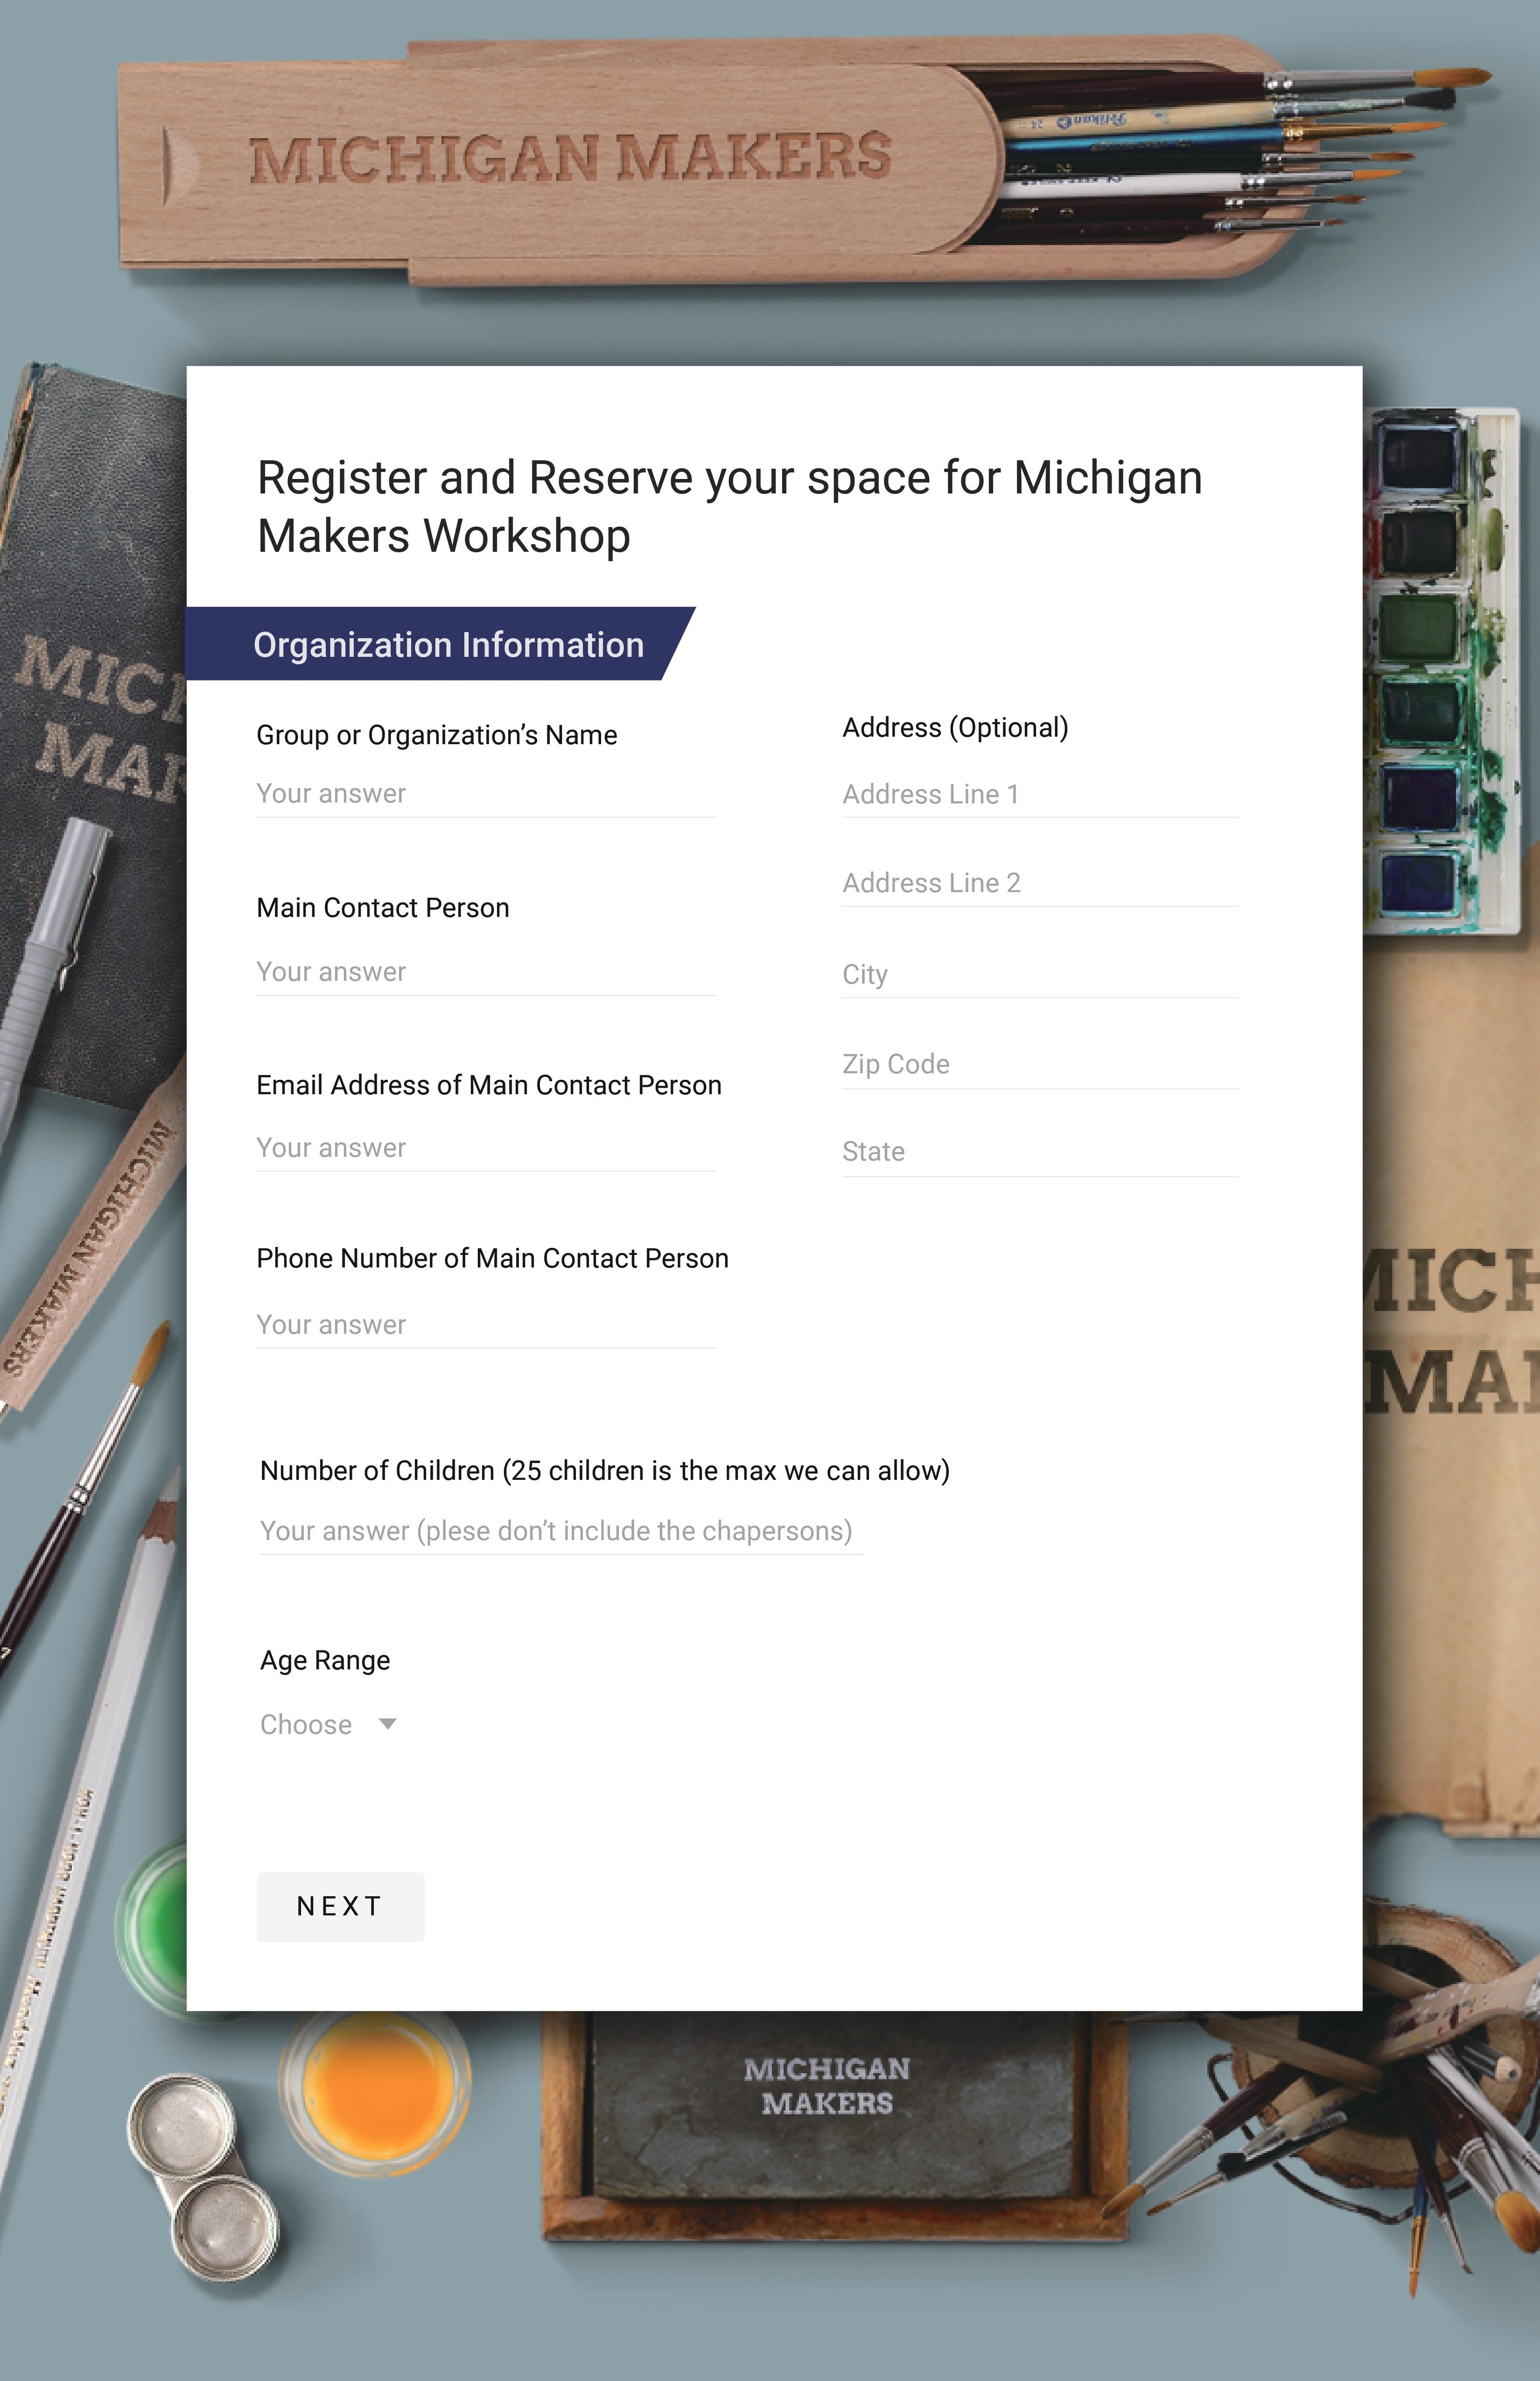 MICHIGAN MAKERS
Pelikan
Register and Reserve your space for Michigan
Makers Workshop
Organization Information
Group or Organization’s Name
Your answer
Main Contact Person
Your answer
Email Address of Main Contact Person
Your answer
Phone Number of Main Contact Person
Your answer
Address (Optional)
Address Line 1
Address Line 2
City
Zip Code
State
Number of Children (25 children is the max we can allow)
Your answer (plese don’t include the chapersons)
Age Range
Choose
NEXT
MICH
MAK
MICHIGAN MAKERS
MICH
MAK
MICHIGAN
MAKERS